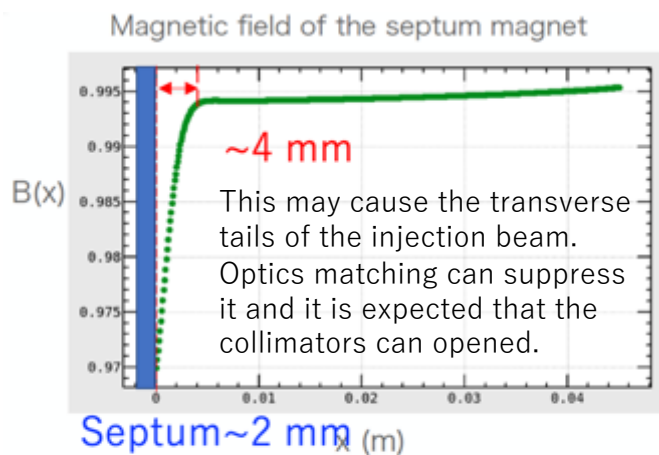 Magnetic field of the septum magnet
0.995
0.99
0.985
0.98
0.975
0.97
B(x)
~4 mm
This may cause the transverse
tails of the injection beam.
Optics matching can suppress
it and it is expected that the
collimators can opened.
0
0.01
0.02
0.03
0.04
Septum~2 mm
x (m)